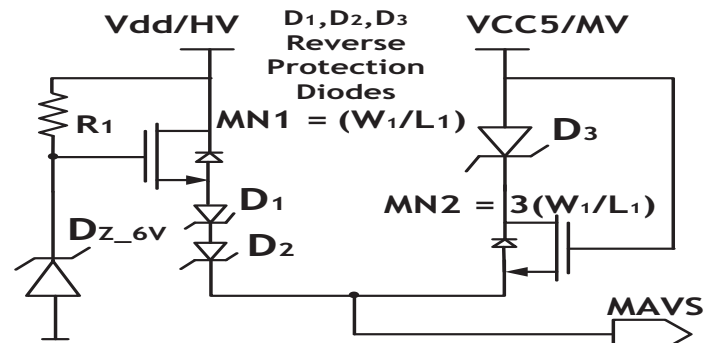 Vdd/HV
D1,D2,D3
Reverse
Protection
Diodes
VCC5/MV
R1
MN1 = (W1/L1)
D3
D1
MN2 = 3(W1/L1)
DZ_6V
D2
MAVS